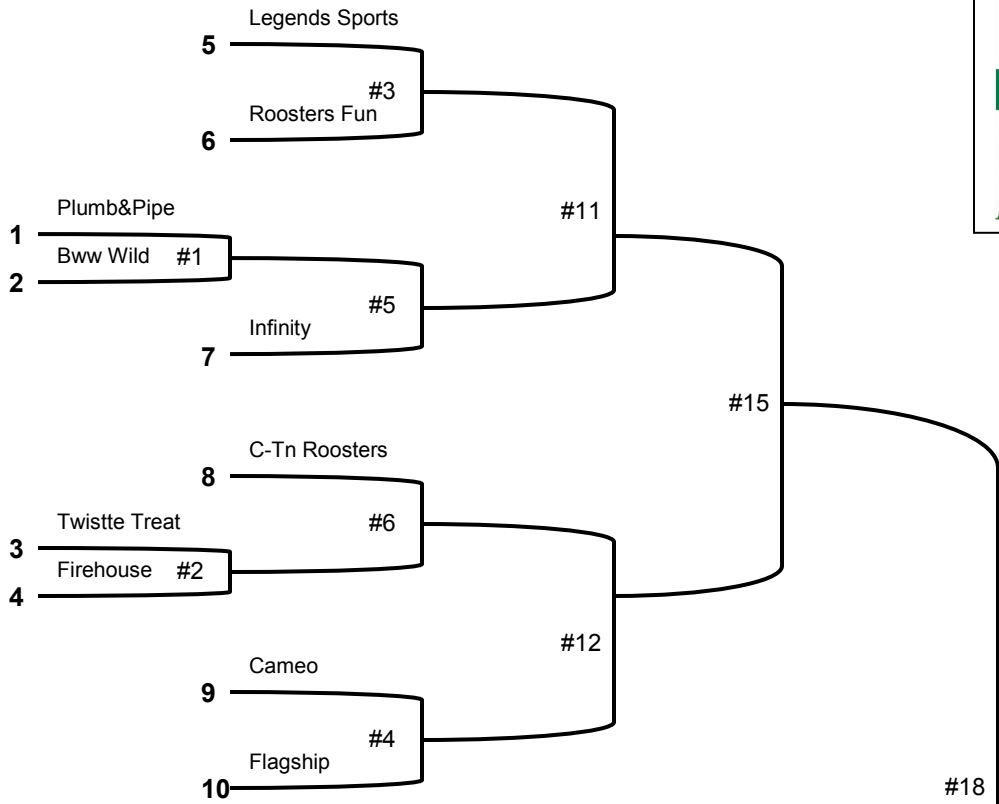 Legends Sports
5
#3
Roosters Fun
6
Plumb&Pipe
1
Bww Wild #1
2
#11
#5
Infinity
7
#15
C-Tn Roosters
8
#6
Twistte Treat
3
Firehouse #2
4
#12
Cameo
9
#4
Flagship
10
#18